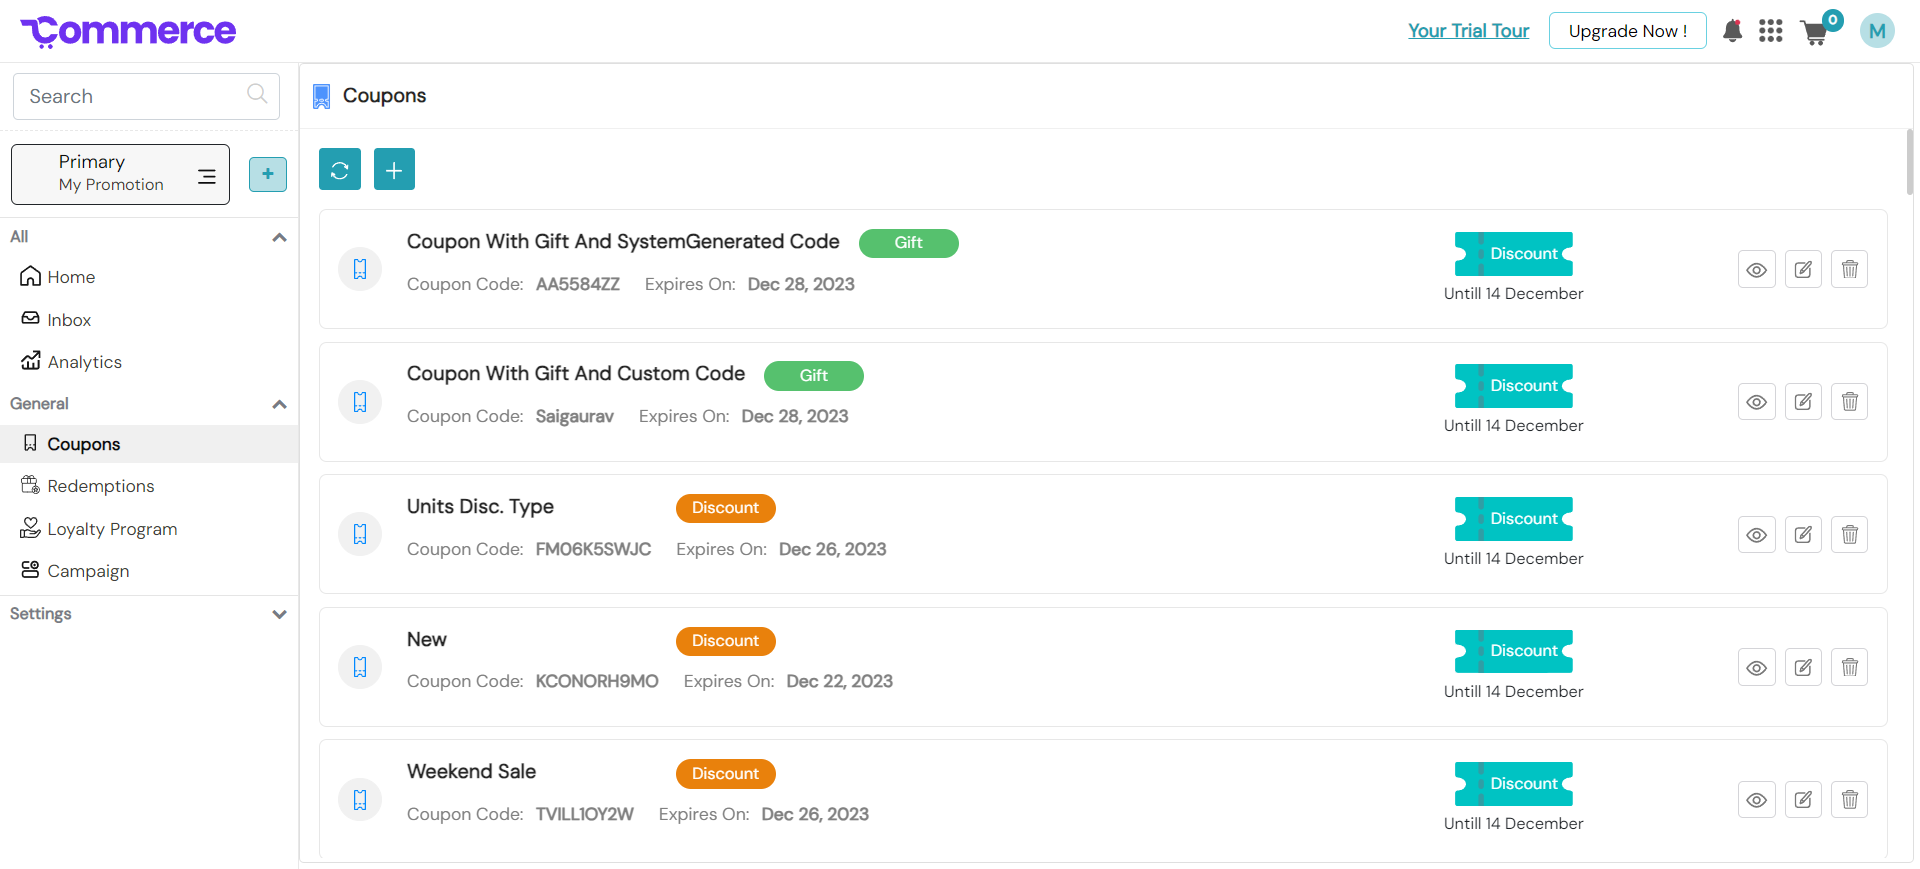 Commerce
Your Trial Tour
Upgrade Now !
0
M
Search
Coupons
Primary
My Promotion
All
Home
Inbox
Analytics
General
Coupons
Redemptions
Loyalty Program
Campaign
Settings
Coupon With Gift And SystemGenerated Code Gift
Coupon Code: AA5584ZZ Expires On: Dec 28, 2023
Discount
Untill 14 December
Coupon With Gift And Custom Code Gift
Coupon Code: Saigaurav Expires On: Dec 28, 2023
Discount
Untill 14 December
Units Disc. Type Discount
Coupon Code: FM06K5SWJC Expires On: Dec 26, 2023
Discount
Untill 14 December
New Discount
Coupon Code: KCONORH9MO Expires On: Dec 22, 2023
Discount
Untill 14 December
Weekend Sale Discount
Coupon Code: TVILL1OY2W Expires On: Dec 26, 2023
Discount
Untill 14 December